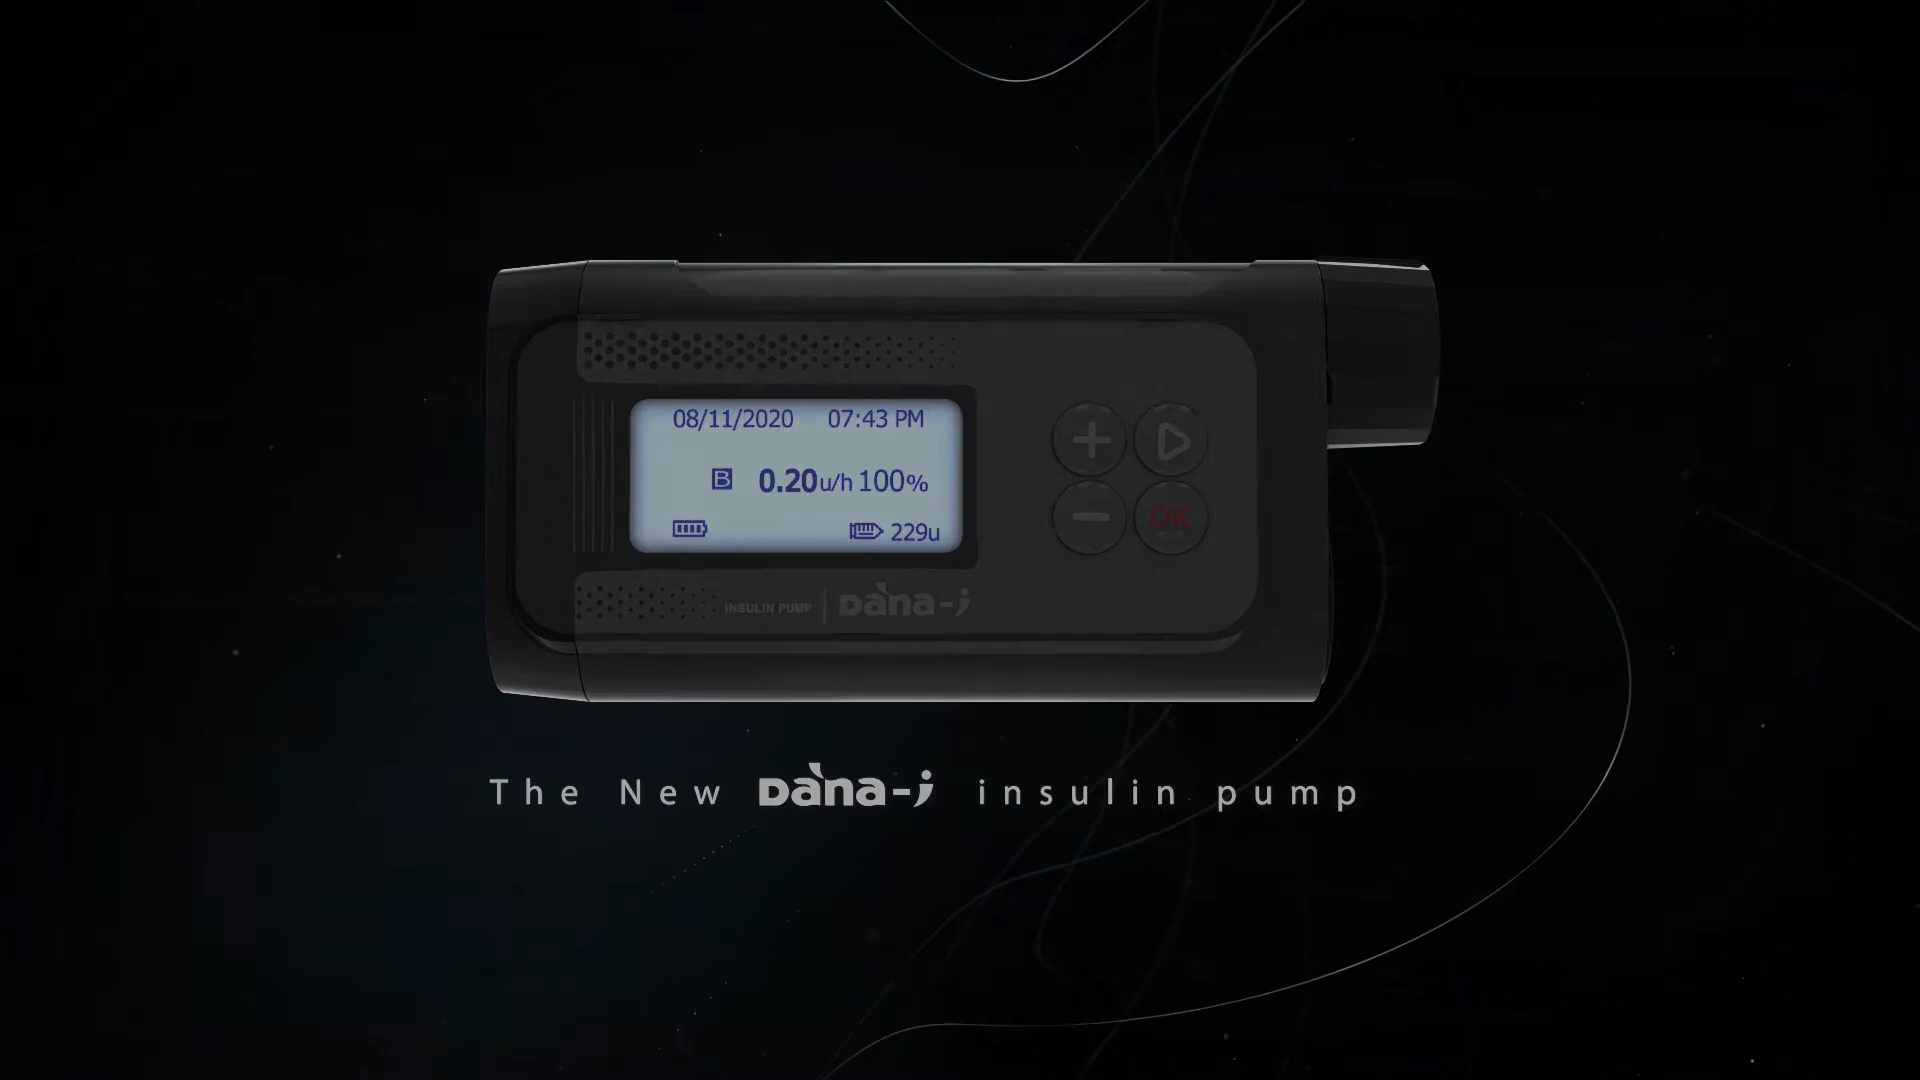 08/11/2020 07:43 PM
B 0.20u/h 100%
229u
OK
INSULIN PUMP | Dana-i
The New Dana-i insulin pump